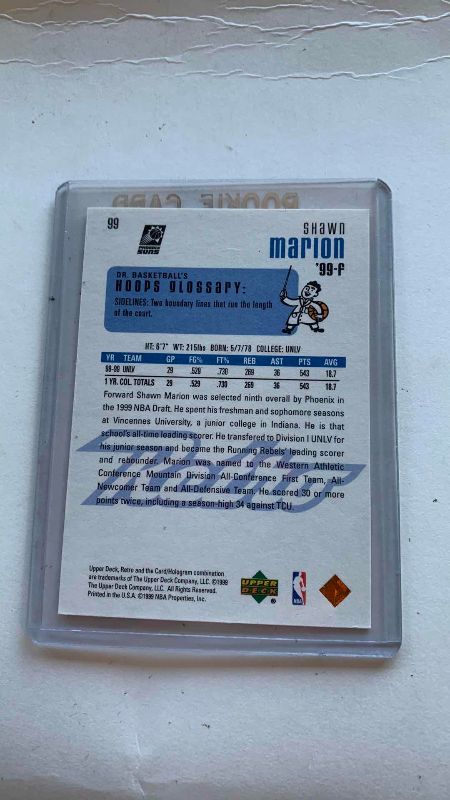 ROOKIE CARD
99
PHOENIX
SUNS
SHAWN
marion
'99-f
DR. BASKETBALL'S
HOOPS GLOSSARY:
SIDELINES: Two boundary lines that run the length
of the court.
HT: 6'7" WT: 215lbs BORN: 5/7/78 COLLEGE: UNLV
YR TEAM GP FG% FT% REB AST PTS AVG
98-99 UNLV 29 .529 .730 269 36 543 18.7
1 YR. COL. TOTALS 29 .529 .730 269 36 543 18.7
Forward Shawn Marion was selected ninth overall by Phoenix in
the 1999 NBA Draft. He spent his freshman and sophomore seasons
at Vincennes University, a junior college in Indiana. He is that
school's all-time leading scorer. He transferred to Division I UNLV for
his junior season and became the Running Rebels' leading scorer
and rebounder. Marion was named to the Western Athletic
Conference Mountain Division All-Conference First Team, All-
Newcomer Team and All-Defensive Team. He scored 30 or more
points twice, including a season-high 34 against TCU.
Retro
Upper Deck, Retro and the Card/Hologram combination
are trademarks of The Upper Deck Company, LLC. ©1999
The Upper Deck Company, LLC. All Rights Reserved.
Printed in the U.S.A. ©1999 NBA Properties, Inc.
UPPER
DECK
®
NBA